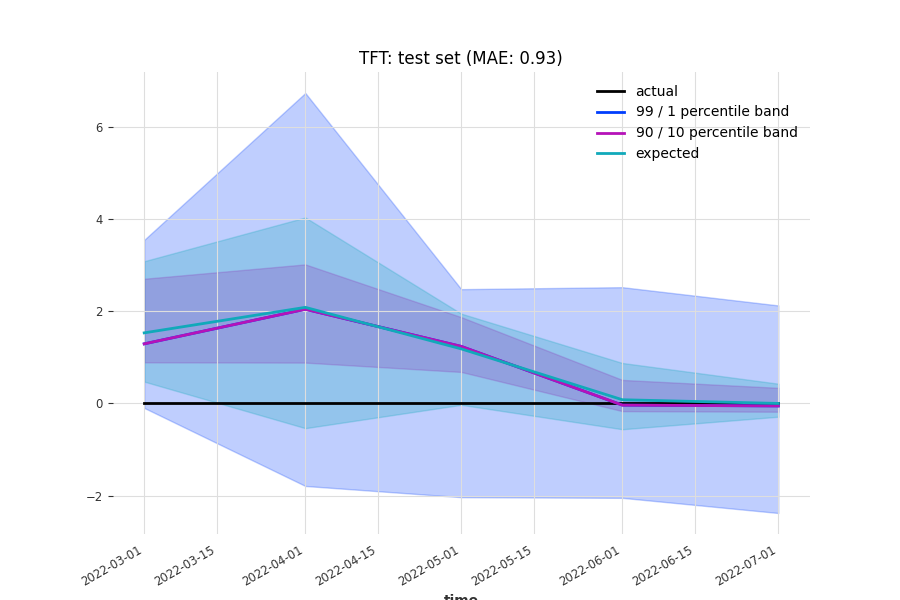 TFT: test set (MAE: 0.93)
actual
99 / 1 percentile band
90 / 10 percentile band
expected
6
4
2
0
−2
2022-03-01
2022-03-15
2022-04-01
2022-04-15
2022-05-01
2022-05-15
2022-06-01
2022-06-15
2022-07-01
time